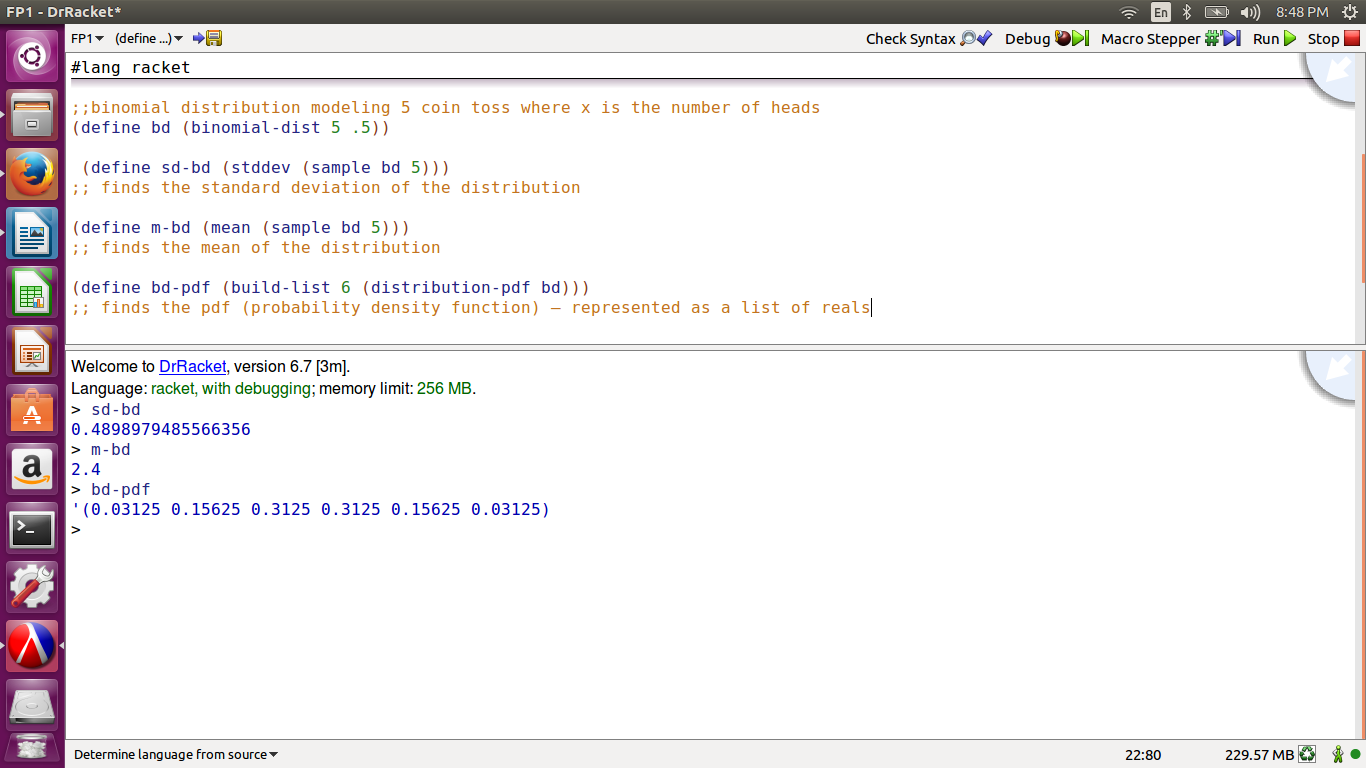 FP1 - DrRacket*
En
8:48 PM
FP1 (define ...) Check Syntax Debug Macro Stepper Run Stop
#lang racket
;;binomial distribution modeling 5 coin toss where x is the number of heads
(define bd (binomial-dist 5 .5))
(define sd-bd (stddev (sample bd 5)))
;; finds the standard deviation of the distribution
(define m-bd (mean (sample bd 5)))
;; finds the mean of the distribution
(define bd-pdf (build-list 6 (distribution-pdf bd)))
;; finds the pdf (probability density function) – represented as a list of reals
Welcome to DrRacket, version 6.7 [3m].
Language: racket, with debugging; memory limit: 256 MB.
> sd-bd
0.4898979485566356
> m-bd
2.4
> bd-pdf
'(0.03125 0.15625 0.3125 0.3125 0.15625 0.03125)
>
Determine language from source 22:80 229.57 MB